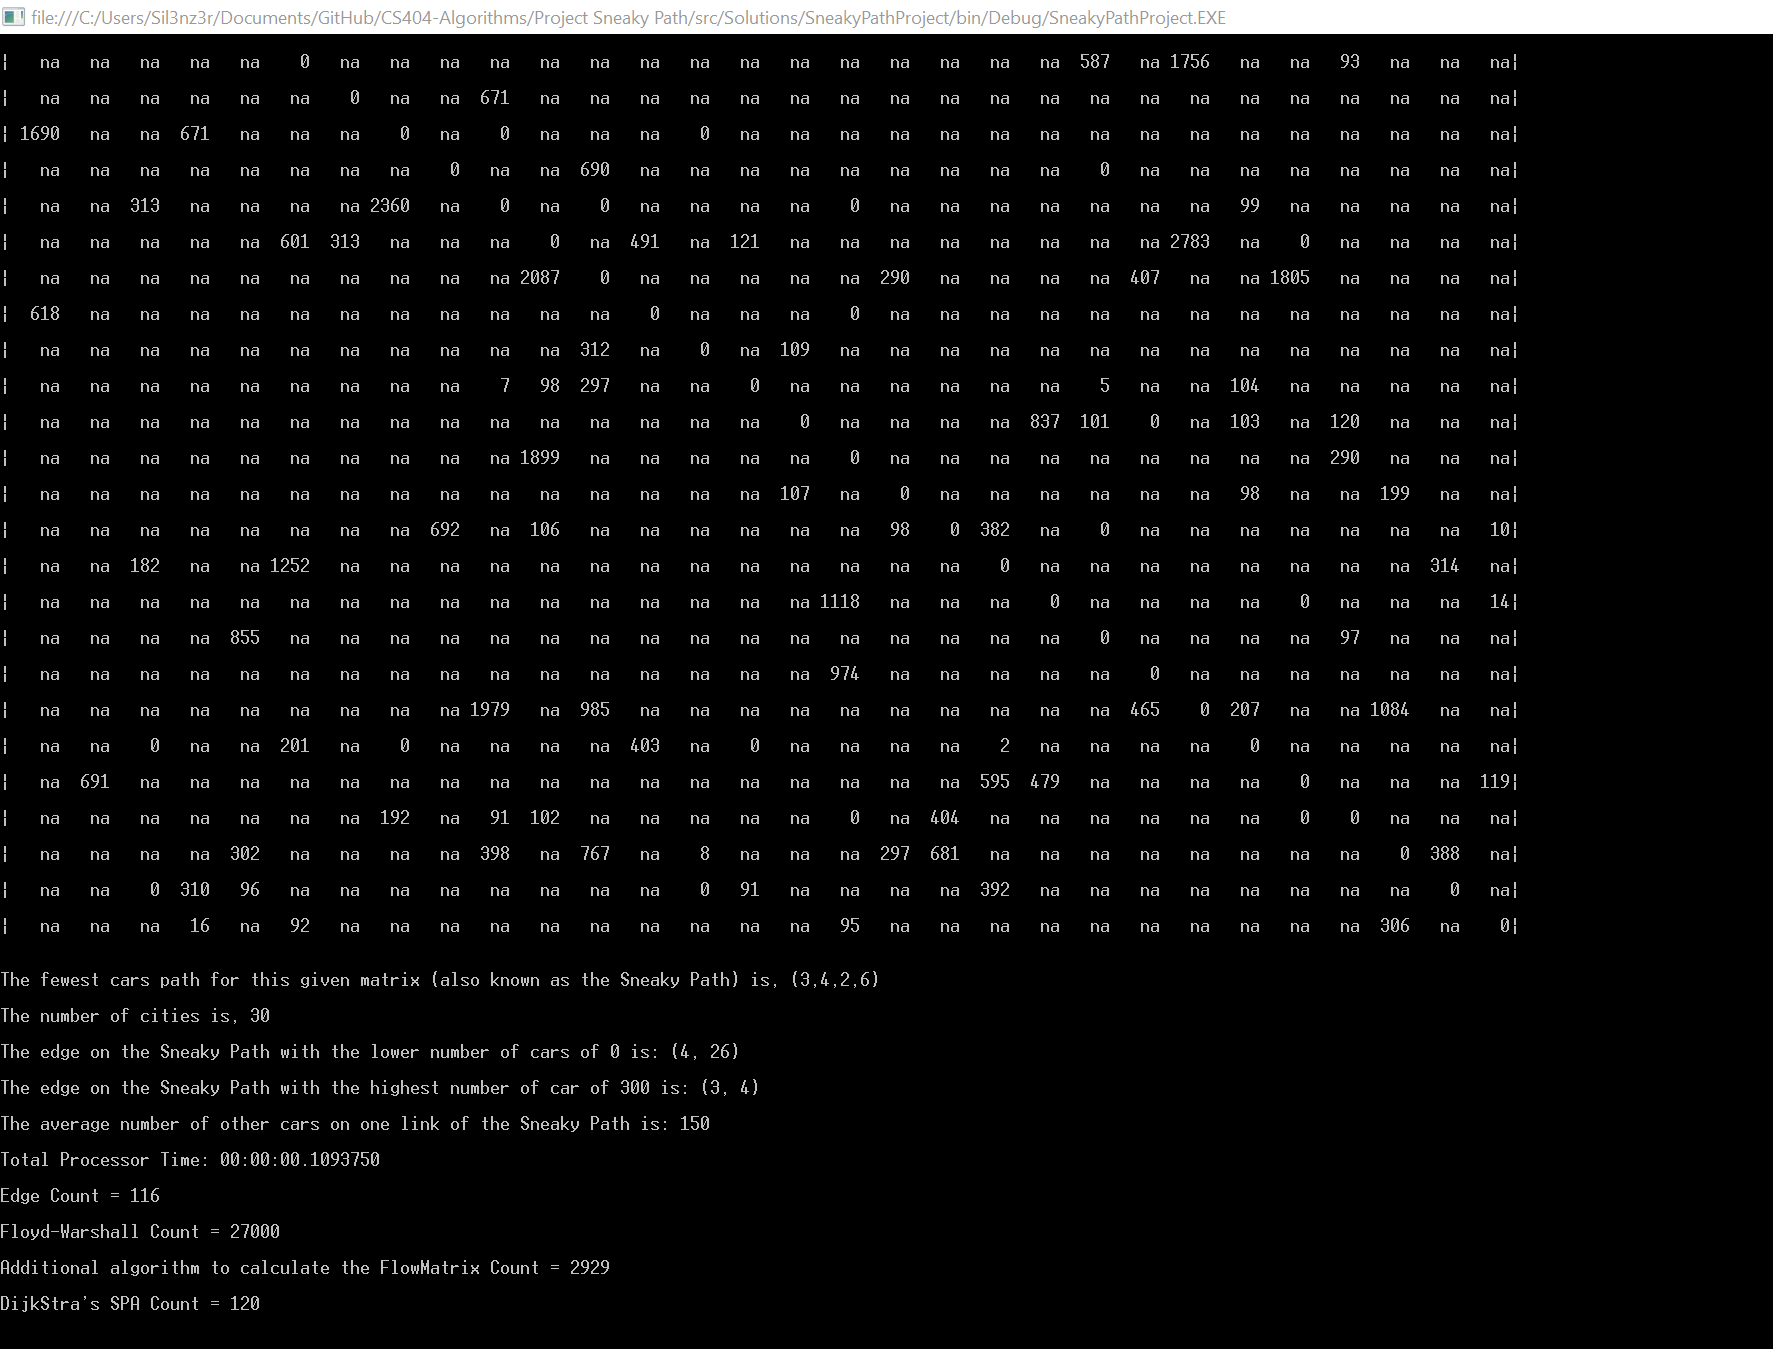 file:///C:/Users/Sil3nz3r/Documents/GitHub/CS404-Algorithms/Project Sneaky Path/src/Solutions/SneakyPathProject/bin/Debug/SneakyPathProject.EXE
¦ na na na na na 0 na na na na na na na na na na na na na na na 587 na 1756 na na 93 na na na¦
¦ na na na na na na 0 na na 671 na na na na na na na na na na na na na na na na na na na na¦
¦ 1690 na na 671 na na na 0 na 0 na na na 0 na na na na na na na na na na na na na na na na¦
¦ na na na na na na na na 0 na na 690 na na na na na na na na na 0 na na na na na na na na¦
¦ na na 313 na na na na 2360 na 0 na 0 na na na na 0 na na na na na na na 99 na na na na na¦
¦ na na na na na 601 313 na na na 0 na 491 na 121 na na na na na na na na 2783 na 0 na na na na¦
¦ na na na na na na na na na na 2087 0 na na na na na 290 na na na na 407 na na 1805 na na na na¦
¦ 618 na na na na na na na na na na na 0 na na na 0 na na na na na na na na na na na na na¦
¦ na na na na na na na na na na na 312 na 0 na 109 na na na na na na na na na na na na na na¦
¦ na na na na na na na na na 7 98 297 na na 0 na na na na na na 5 na na 104 na na na na na¦
¦ na na na na na na na na na na na na na na na 0 na na na na 837 101 0 na 103 na 120 na na na¦
¦ na na na na na na na na na na 1899 na na na na na 0 na na na na na na na na na 290 na na na¦
¦ na na na na na na na na na na na na na na na 107 na 0 na na na na na na 98 na na 199 na na¦
¦ na na na na na na na na 692 na 106 na na na na na na 98 0 382 na 0 na na na na na na na 10¦
¦ na na 182 na na 1252 na na na na na na na na na na na na na 0 na na na na na na na na 314 na¦
¦ na na na na na na na na na na na na na na na na 1118 na na na 0 na na na na 0 na na na 14¦
¦ na na na na 855 na na na na na na na na na na na na na na na na 0 na na na na 97 na na na¦
¦ na na na na na na na na na na na na na na na na 974 na na na na na 0 na na na na na na na¦
¦ na na na na na na na na na 1979 na 985 na na na na na na na na na na 465 0 207 na na 1084 na na¦
¦ na na 0 na na 201 na 0 na na na na 403 na 0 na na na na 2 na na na na 0 na na na na na¦
¦ na 691 na na na na na na na na na na na na na na na na na 595 479 na na na na 0 na na na 119¦
¦ na na na na na na na 192 na 91 102 na na na na na 0 na 404 na na na na na na 0 0 na na na¦
¦ na na na na 302 na na na na 398 na 767 na 8 na na na 297 681 na na na na na na na na 0 388 na¦
¦ na na 0 310 96 na na na na na na na na 0 91 na na na na 392 na na na na na na na na 0 na¦
¦ na na na 16 na 92 na na na na na na na na na na 95 na na na na na na na na na na 306 na 0¦
The fewest cars path for this given matrix (also known as the Sneaky Path) is, (3,4,2,6)
The number of cities is, 30
The edge on the Sneaky Path with the lower number of cars of 0 is: (4, 26)
The edge on the Sneaky Path with the highest number of car of 300 is: (3, 4)
The average number of other cars on one link of the Sneaky Path is: 150
Total Processor Time: 00:00:00.1093750
Edge Count = 116
Floyd-Warshall Count = 27000
Additional algorithm to calculate the FlowMatrix Count = 2929
DijkStra's SPA Count = 120